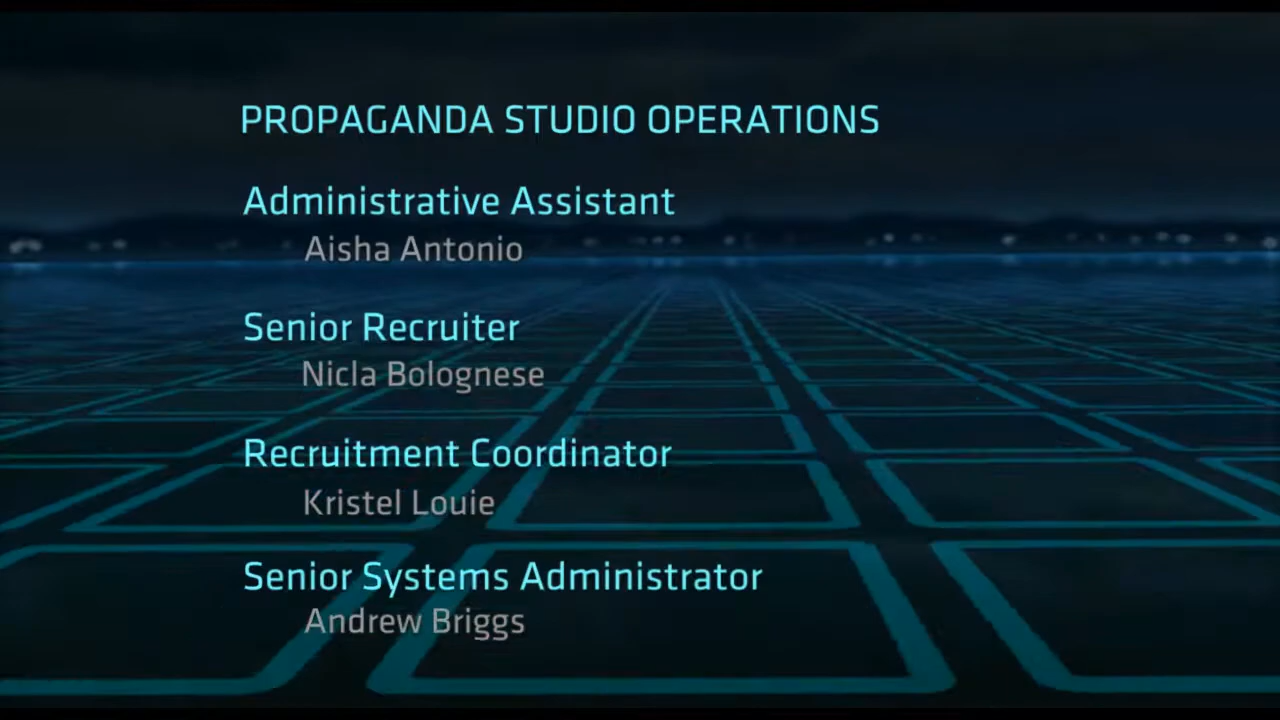 PROPAGANDA STUDIO OPERATIONS
Administrative Assistant
Aisha Antonio
Senior Recruiter
Nicla Bolognese
Recruitment Coordinator
Kristel Louie
Senior Systems Administrator
Andrew Briggs